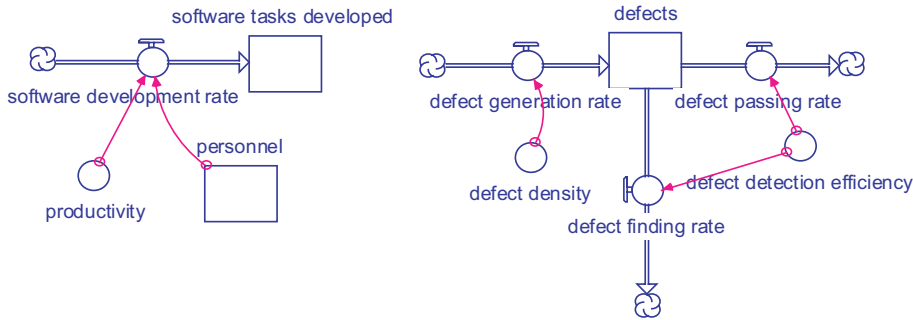 software tasks developed
software development rate
personnel
productivity
defects
defect generation rate
defect passing rate
defect density
defect detection efficiency
defect finding rate